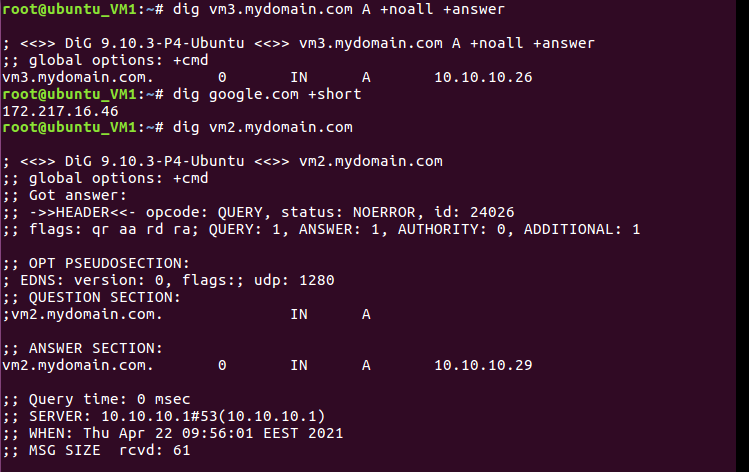 root@ubuntu_VM1:~# dig vm3.mydomain.com A +noall +answer
; <<>> DiG 9.10.3-P4-Ubuntu <<>> vm3.mydomain.com A +noall +answer
;; global options: +cmd
vm3.mydomain.com. 0 IN A 10.10.10.26
root@ubuntu_VM1:~# dig google.com +short
172.217.16.46
root@ubuntu_VM1:~# dig vm2.mydomain.com
; <<>> DiG 9.10.3-P4-Ubuntu <<>> vm2.mydomain.com
;; global options: +cmd
;; Got answer:
;; ->>HEADER<<- opcode: QUERY, status: NOERROR, id: 24026
;; flags: qr aa rd ra; QUERY: 1, ANSWER: 1, AUTHORITY: 0, ADDITIONAL: 1
;; OPT PSEUDOSECTION:
; EDNS: version: 0, flags:; udp: 1280
;; QUESTION SECTION:
;vm2.mydomain.com. IN A
;; ANSWER SECTION:
vm2.mydomain.com. 0 IN A 10.10.10.29
;; Query time: 0 msec
;; SERVER: 10.10.10.1#53(10.10.10.1)
;; WHEN: Thu Apr 22 09:56:01 EEST 2021
;; MSG SIZE rcvd: 61